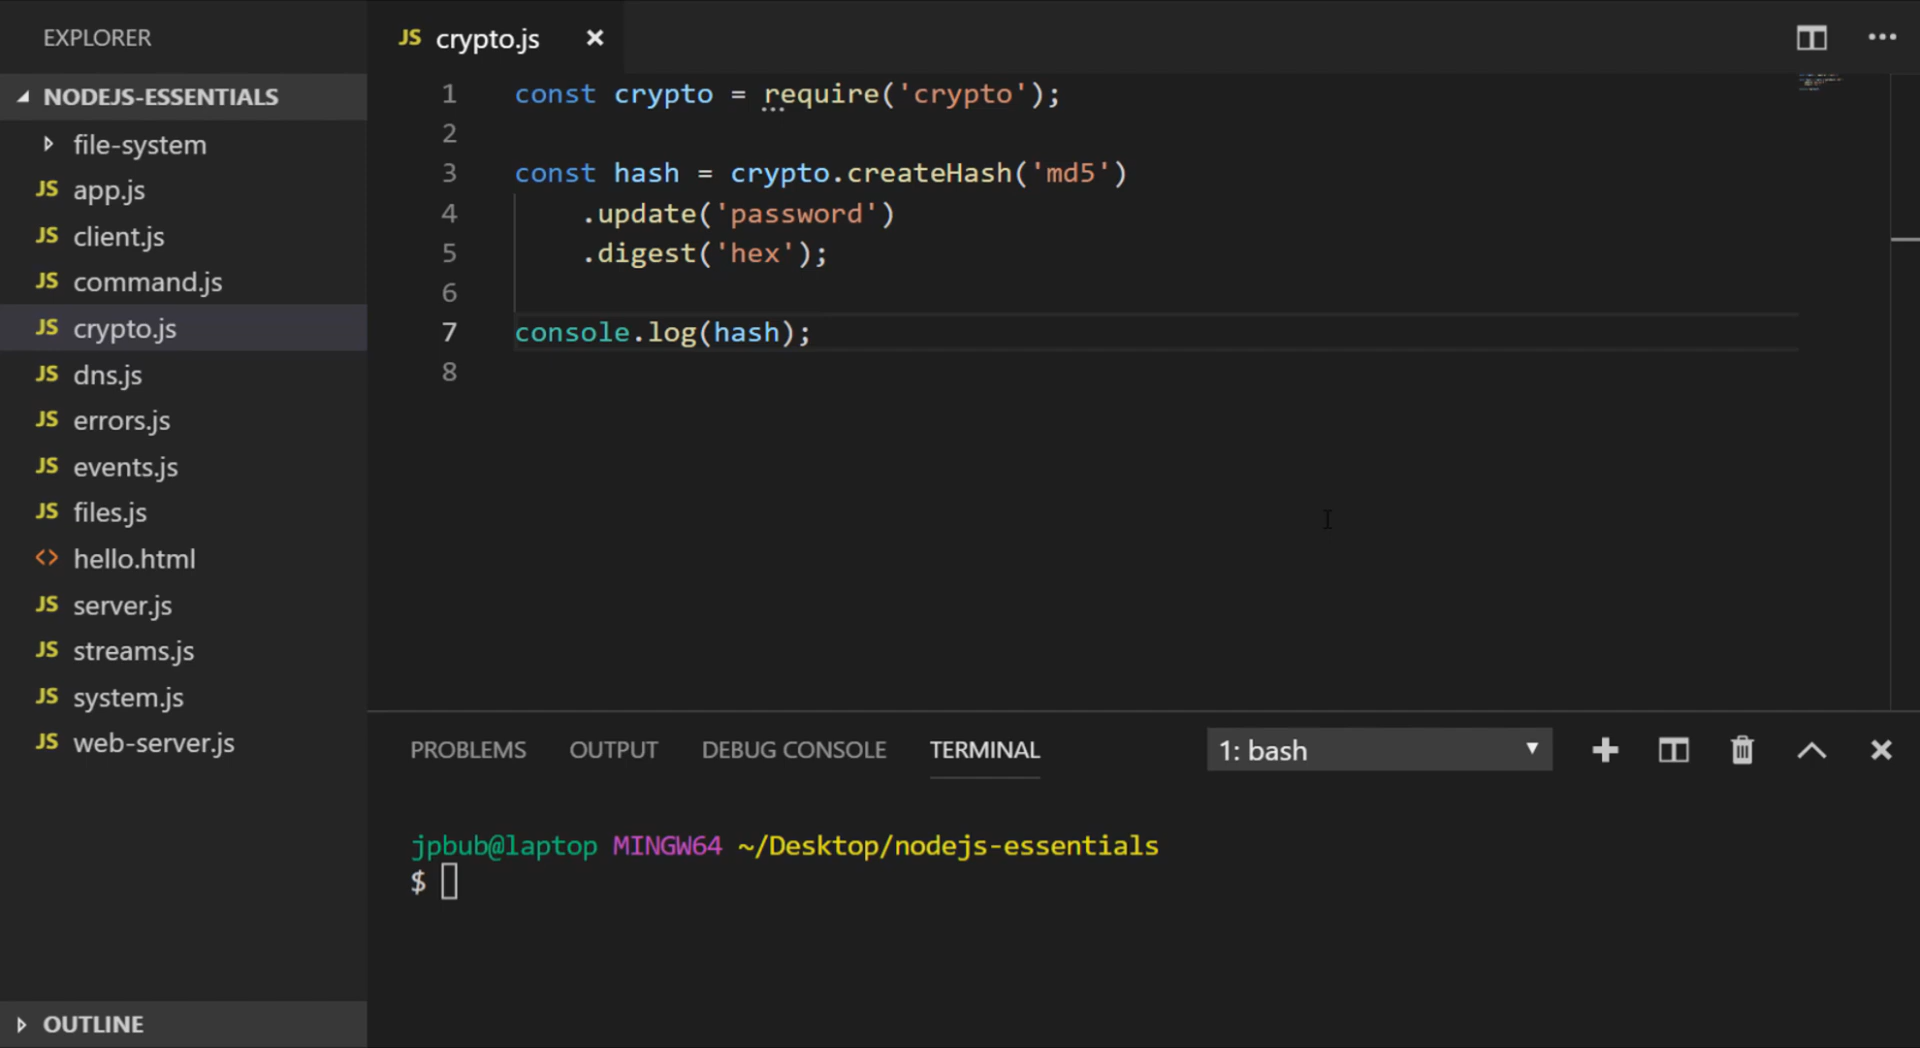 EXPLORER
NODEJS-ESSENTIALS
file-system
JS app.js
JS client.js
JS command.js
JS crypto.js
JS dns.js
JS errors.js
JS events.js
JS files.js
<> hello.html
JS server.js
JS streams.js
JS system.js
JS web-server.js
OUTLINE
JS crypto.js
1 const crypto = require('crypto');
2
3 const hash = crypto.createHash('md5')
4     .update('password')
5     .digest('hex');
6
7 console.log(hash);
8
PROBLEMS OUTPUT DEBUG CONSOLE TERMINAL 1: bash
jpbub@laptop MINGW64 ~/Desktop/nodejs-essentials
$